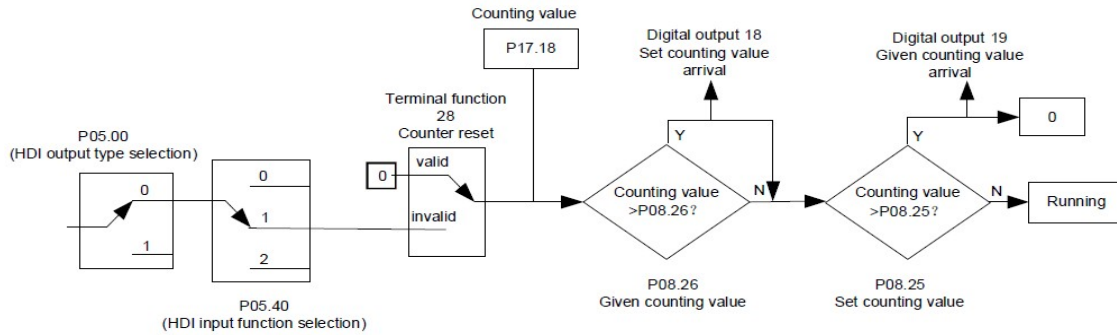 Counting value
P17.18
Digital output 18
Set counting value
arrival
Digital output 19
Given counting value
arrival
Terminal function
28
Counter reset
P05.00
(HDI output type selection)
0
1
0
1
2
P05.40
(HDI input function selection)
0
valid
invalid
Y
Counting value
>P08.26?
N
P08.26
Given counting value
Y
0
Counting value
>P08.25?
N
Running
P08.25
Set counting value